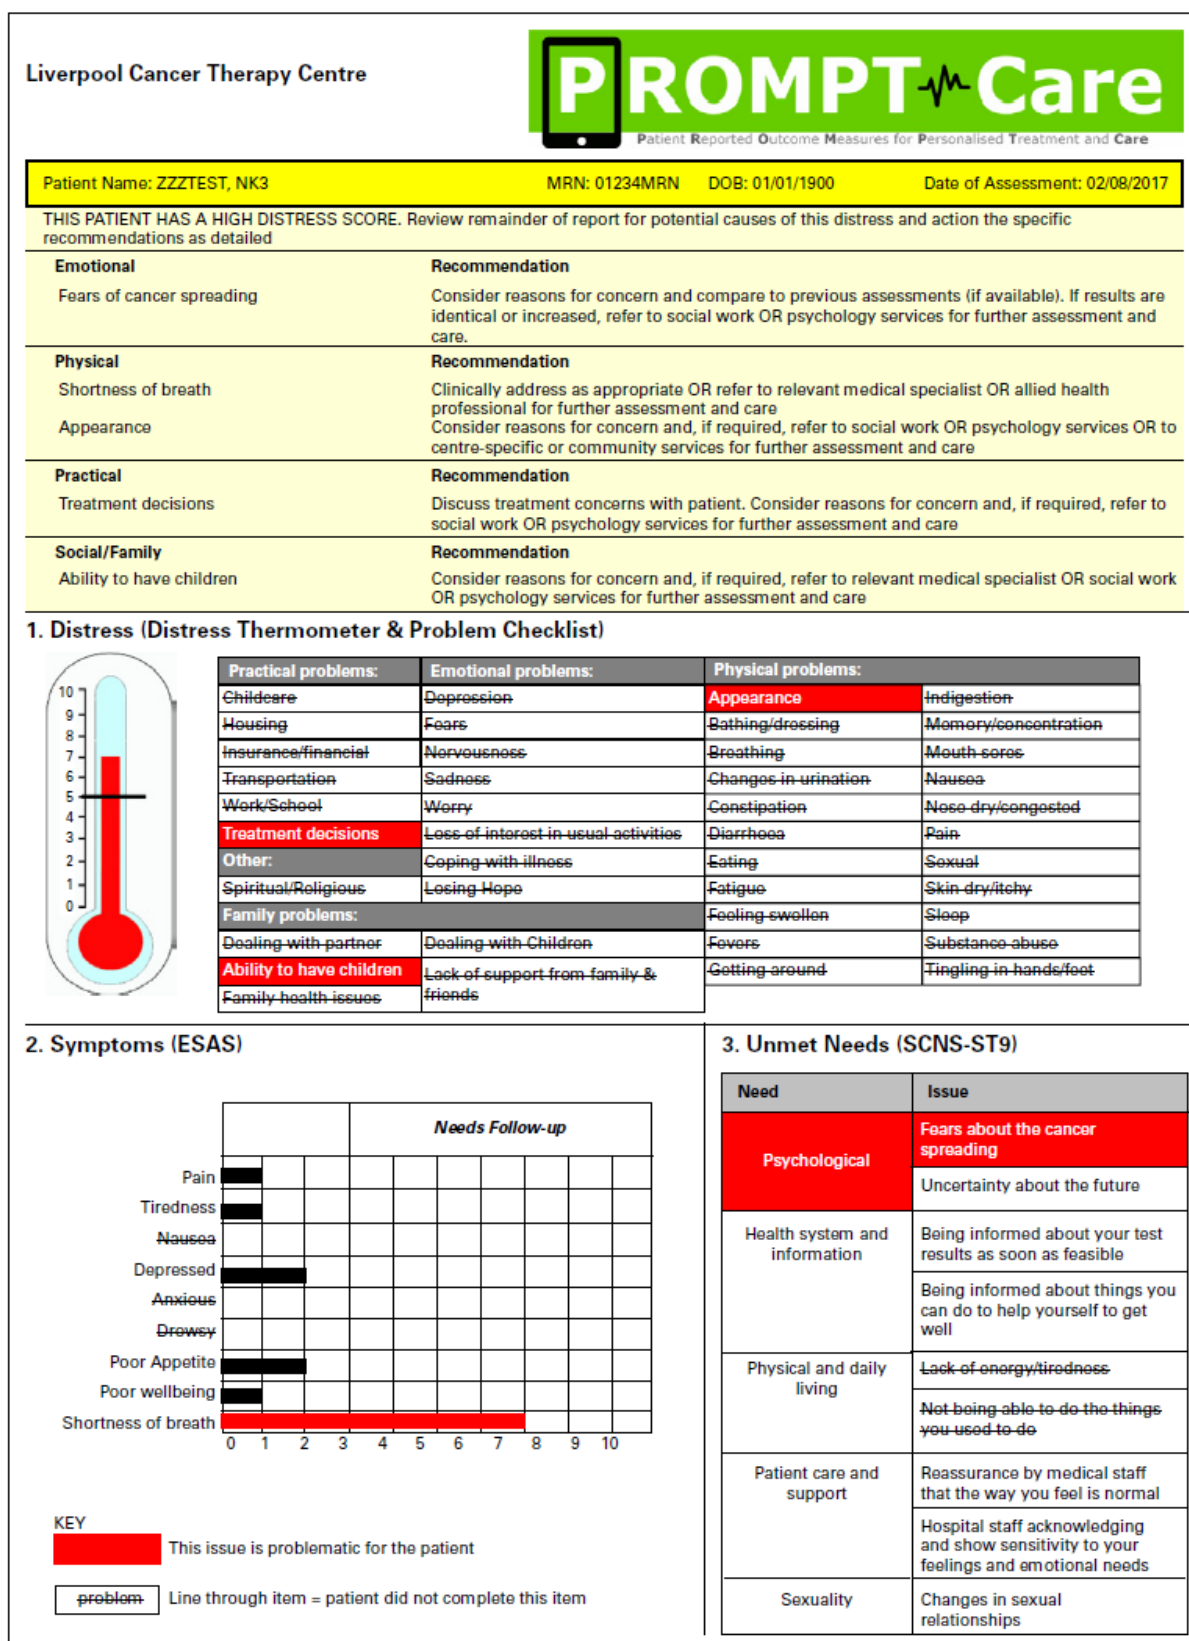 Liverpool Cancer Therapy Centre
PROMPT Care
Patient Reported Outcome Measures for Personalised Treatment and Care
Patient Name: ZZZTEST, NK3 MRN: 01234MRN DOB: 01/01/1900 Date of Assessment: 02/08/2017
THIS PATIENT HAS A HIGH DISTRESS SCORE. Review remainder of report for potential causes of this distress and action the specific
recommendations as detailed
Emotional Recommendation
Fears of cancer spreading Consider reasons for concern and compare to previous assessments (if available). If results are
identical or increased, refer to social work OR psychology services for further assessment and
care.
Physical Recommendation
Shortness of breath Clinically address as appropriate OR refer to relevant medical specialist OR allied health
professional for further assessment and care
Appearance Consider reasons for concern and, if required, refer to social work OR psychology services OR to
centre-specific or community services for further assessment and care
Practical Recommendation
Treatment decisions Discuss treatment concerns with patient. Consider reasons for concern and, if required, refer to
social work OR psychology services for further assessment and care
Social/Family Recommendation
Ability to have children Consider reasons for concern and, if required, refer to relevant medical specialist OR social work
OR psychology services for further assessment and care
1. Distress (Distress Thermometer & Problem Checklist)
10
9
8
7
6
5
4
3
2
1
0
Practical problems: Emotional problems: Physical problems:
Childcare Depression Appearance Indigestion
Housing Fears Bathing/dressing Memory/concentration
Insurance/financial Nervousness Breathing Mouth sores
Transportation Sadness Changes in urination Nausea
Work/School Worry Constipation Nose dry/congested
Treatment decisions Loss of interest in usual activities Diarrhoea Pain
Other: Coping with illness Eating Sexual
Spiritual/Religious Losing Hope Fatigue Skin dry/itchy
Family problems: Feeling swollen Sleep
Dealing with partner Dealing with Children Fevers Substance abuse
Ability to have children Lack of support from family & Getting around Tingling in hands/feet
Family health issues friends
2. Symptoms (ESAS)
Needs Follow-up
Pain
Tiredness
Nausea
Depressed
Anxious
Drowsy
Poor Appetite
Poor wellbeing
Shortness of breath
0 1 2 3 4 5 6 7 8 9 10
KEY
This issue is problematic for the patient
problem Line through item = patient did not complete this item
3. Unmet Needs (SCNS-ST9)
Need Issue
Psychological Fears about the cancer
spreading
Uncertainty about the future
Health system and Being informed about your test
information results as soon as feasible
Being informed about things you
can do to help yourself to get
well
Physical and daily Lack of energy/tiredness
living
Not being able to do the things
you used to do
Patient care and Reassurance by medical staff
support that the way you feel is normal
Hospital staff acknowledging
and show sensitivity to your
feelings and emotional needs
Sexuality Changes in sexual
relationships